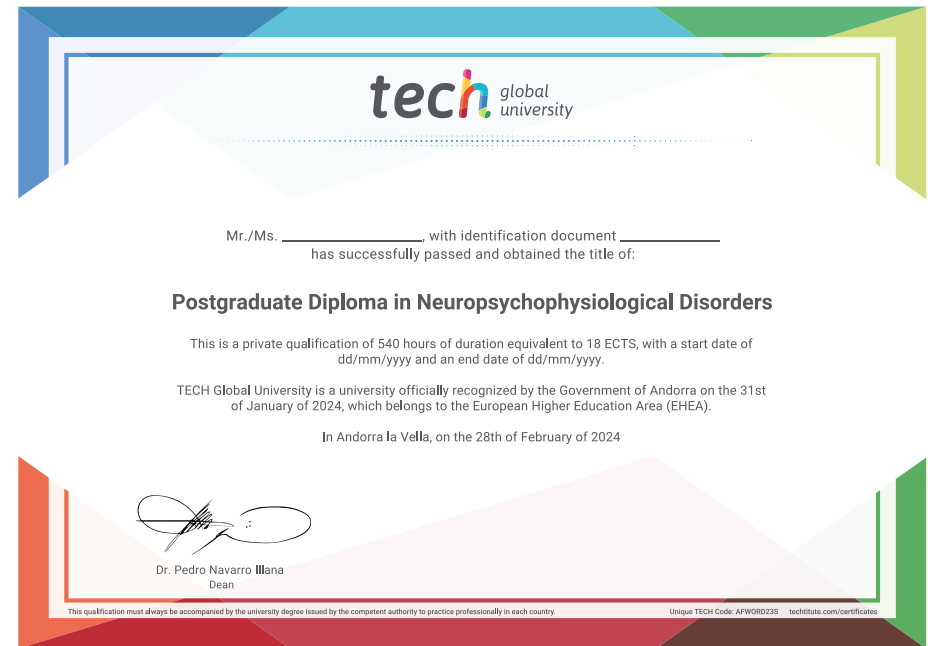 tech global university
Mr./Ms. ____________, with identification document ____________
has successfully passed and obtained the title of:
Postgraduate Diploma in Neuropsychophysiological Disorders
This is a private qualification of 540 hours of duration equivalent to 18 ECTS, with a start date of
dd/mm/yyyy and an end date of dd/mm/yyyy.
TECH Global University is a university officially recognized by the Government of Andorra on the 31st
of January of 2024, which belongs to the European Higher Education Area (EHEA).
In Andorra la Vella, on the 28th of February of 2024
Dr. Pedro Navarro Illana
Dean
This qualification must always be accompanied by the university degree issued by the competent authority to practice professionally in each country.
Unique TECH Code: AFWORD23S techtitute.com/certificates